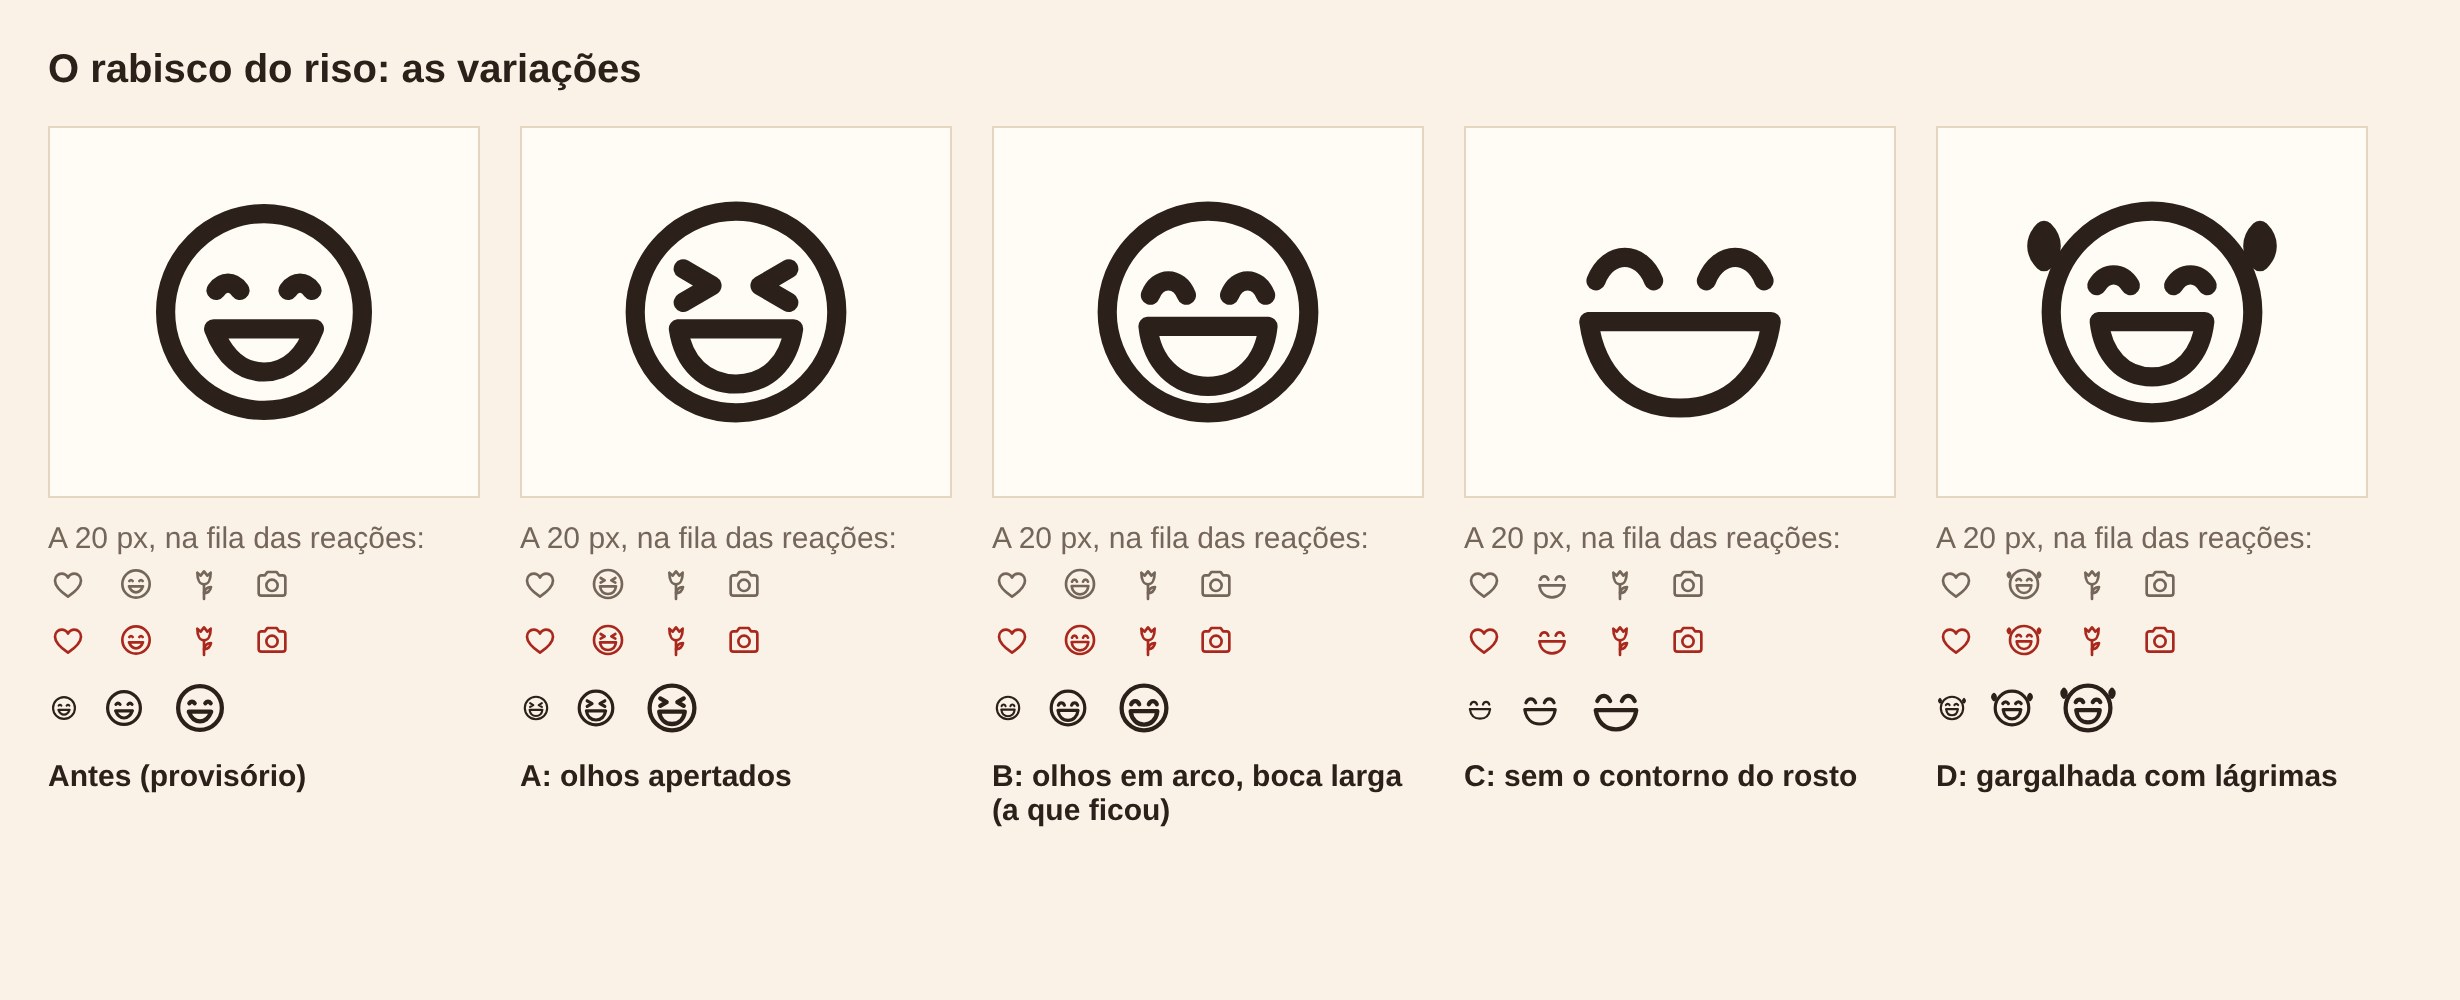 O rabisco do riso: as variações
A 20 px, na fila das reações:
A 20 px, na fila das reações:
A 20 px, na fila das reações:
A 20 px, na fila das reações:
A 20 px, na fila das reações:
Antes (provisório)
A: olhos apertados
B: olhos em arco, boca larga
(a que ficou)
C: sem o contorno do rosto
D: gargalhada com lágrimas